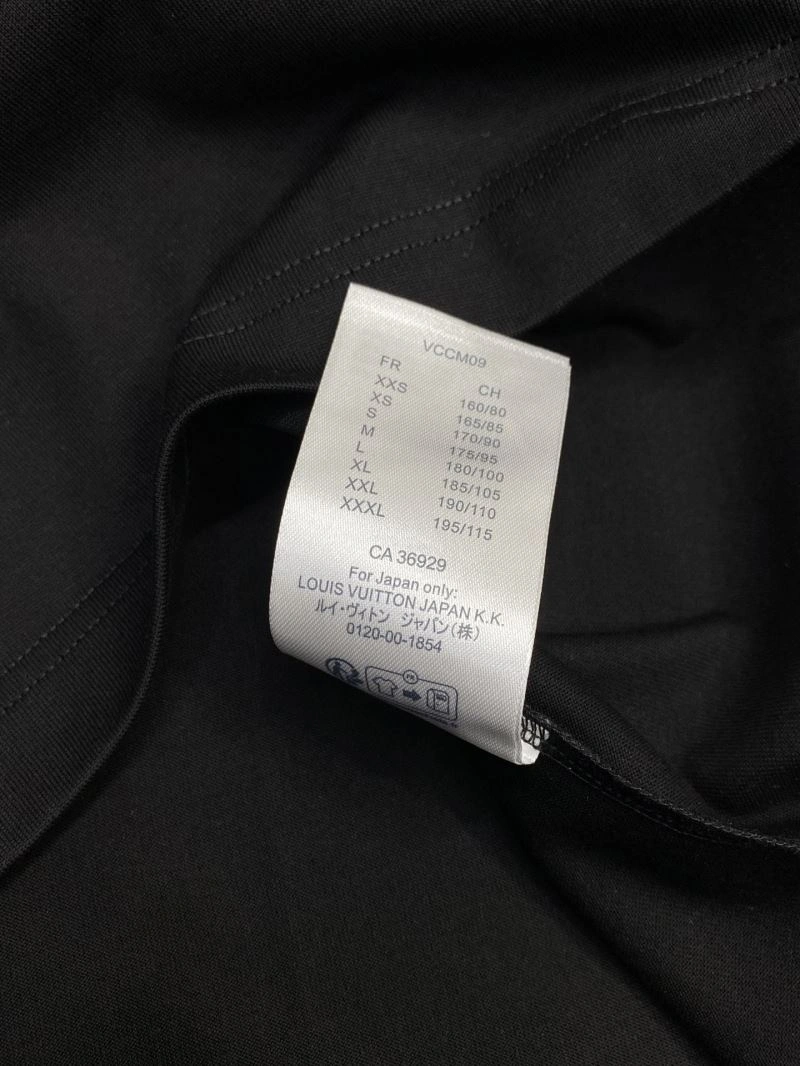 VCCM09
FR CH
XXS 160/80
XS 165/85
S 170/90
M 175/95
L 180/100
XL 185/105
XXL 190/110
XXXL 195/115
CA 36929
For Japan only:
LOUIS VUITTON JAPAN K.K.
ルイ・ヴィトン ジャパン(株)
0120-00-1854
FR